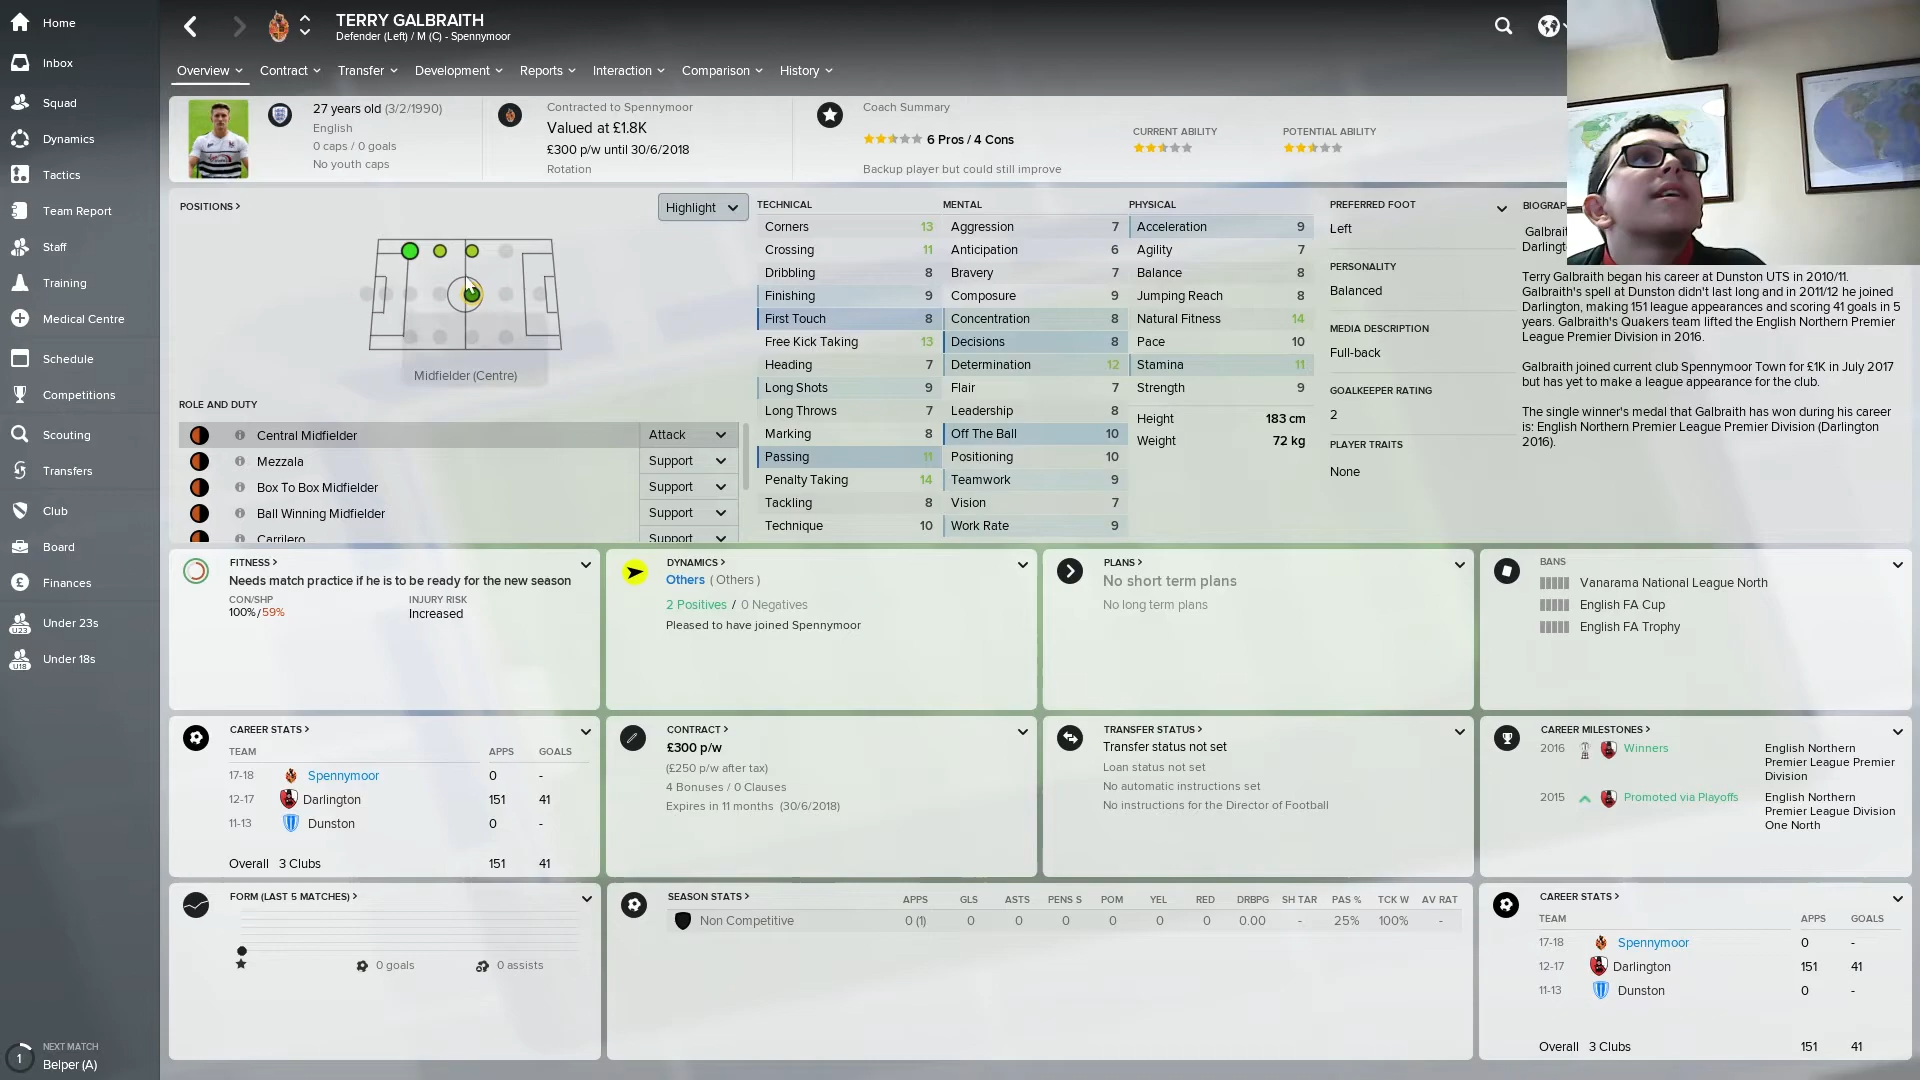 Home
Inbox
Squad
Dynamics
Tactics
Team Report
Staff
Training
Medical Centre
Schedule
Competitions
Scouting
Transfers
Club
Board
Finances
Under 23s
Under 18s
1
NEXT MATCH
Belper (A)
TERRY GALBRAITH
Defender (Left) / M (C) - Spennymoor
Overview Contract Transfer Development Reports Interaction Comparison History
27 years old (3/2/1990)
English
0 caps / 0 goals
No youth caps
Contracted to Spennymoor
Valued at £1.8K
£300 p/w until 30/6/2018
Rotation
Coach Summary
6 Pros / 4 Cons
Backup player but could still improve
CURRENT ABILITY
POTENTIAL ABILITY
POSITIONS >
Highlight
Midfielder (Centre)
ROLE AND DUTY
Central Midfielder Attack
Mezzala Support
Box To Box Midfielder Support
Ball Winning Midfielder Support
Carrilero Support
TECHNICAL
Corners 13
Crossing 11
Dribbling 8
Finishing 9
First Touch 8
Free Kick Taking 13
Heading 7
Long Shots 9
Long Throws 7
Marking 8
Passing 11
Penalty Taking 14
Tackling 8
Technique 10
MENTAL
Aggression 7
Anticipation 6
Bravery 7
Composure 9
Concentration 8
Decisions 8
Determination 12
Flair 7
Leadership 8
Off The Ball 10
Positioning 10
Teamwork 9
Vision 7
Work Rate 9
PHYSICAL
Acceleration 9
Agility 7
Balance 8
Jumping Reach 8
Natural Fitness 14
Pace 10
Stamina 11
Strength 9
Height 183 cm
Weight 72 kg
PREFERRED FOOT
Left
PERSONALITY
Balanced
MEDIA DESCRIPTION
Full-back
GOALKEEPER RATING
2
PLAYER TRAITS
None
BIOGRAP
Galbrai
Darlingt
Terry Galbraith began his career at Dunston UTS in 2010/11.
Galbraith's spell at Dunston didn't last long and in 2011/12 he joined
Darlington, making 151 league appearances and scoring 41 goals in 5
years. Galbraith's Quakers team lifted the English Northern Premier
League Premier Division in 2016.
Galbraith joined current club Spennymoor Town for £1K in July 2017
but has yet to make a league appearance for the club.
The single winner's medal that Galbraith has won during his career
is: English Northern Premier League Premier Division (Darlington
2016).
FITNESS >
Needs match practice if he is to be ready for the new season
CON/SHP INJURY RISK
100%/59% Increased
DYNAMICS >
Others ( Others )
2 Positives / 0 Negatives
Pleased to have joined Spennymoor
PLANS >
No short term plans
No long term plans
BANS
Vanarama National League North
English FA Cup
English FA Trophy
CAREER STATS >
TEAM APPS GOALS
17-18 Spennymoor 0 -
12-17 Darlington 151 41
11-13 Dunston 0 -
Overall 3 Clubs 151 41
CONTRACT >
£300 p/w
(£250 p/w after tax)
4 Bonuses / 0 Clauses
Expires in 11 months (30/6/2018)
TRANSFER STATUS >
Transfer status not set
Loan status not set
No automatic instructions set
No instructions for the Director of Football
CAREER MILESTONES >
2016 Winners English Northern
Premier League Premier
Division
2015 Promoted via Playoffs English Northern
Premier League Division
One North
FORM (LAST 5 MATCHES) >
0 goals 0 assists
SEASON STATS > APPS GLS ASTS PENS S POM YEL RED DRBPG SH TAR PAS % TCK W AV RAT
Non Competitive 0 (1) 0 0 0 0 0 0 0.00 - 25% 100% -
CAREER STATS >
TEAM APPS GOALS
17-18 Spennymoor 0 -
12-17 Darlington 151 41
11-13 Dunston 0 -
Overall 3 Clubs 151 41